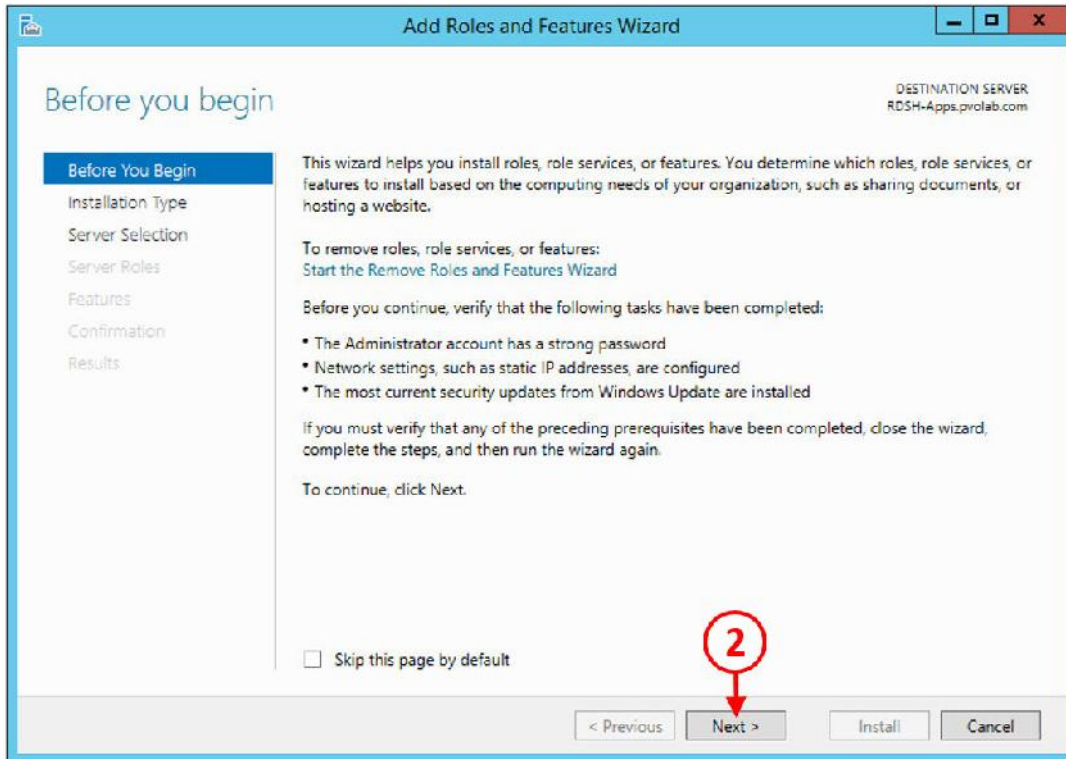 Add Roles and Features Wizard
x
Before you begin
DESTINATION SERVER
RDSH-Apps.pvolab.com
Before You Begin
Installation Type
Server Selection
Server Roles
Features
Confirmation
Results
This wizard helps you install roles, role services, or features. You determine which roles, role services, or
features to install based on the computing needs of your organization, such as sharing documents, or
hosting a website.
To remove roles, role services, or features:
Start the Remove Roles and Features Wizard
Before you continue, verify that the following tasks have been completed:
• The Administrator account has a strong password
• Network settings, such as static IP addresses, are configured
• The most current security updates from Windows Update are installed
If you must verify that any of the preceding prerequisites have been completed, close the wizard,
complete the steps, and then run the wizard again.
To continue, click Next.
Skip this page by default
2
< Previous
Next >
Install
Cancel